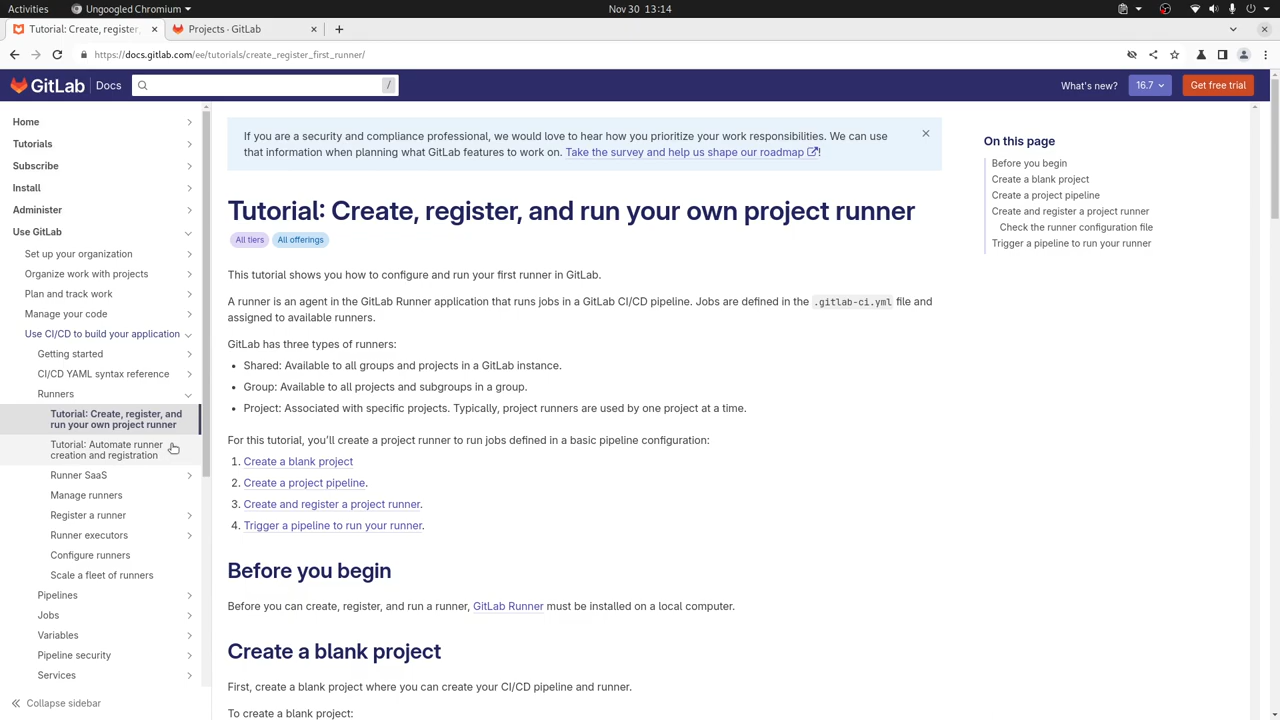 Activities
Ungoogled Chromium
Nov 30 13:14
Tutorial: Create, register,
Projects · GitLab
https://docs.gitlab.com/ee/tutorials/create_register_first_runner/
GitLab Docs
/
What's new?
16.7
Get free trial
Home
Tutorials
Subscribe
Install
Administer
Use GitLab
Set up your organization
Organize work with projects
Plan and track work
Manage your code
Use CI/CD to build your application
Getting started
CI/CD YAML syntax reference
Runners
Tutorial: Create, register, and
run your own project runner
Tutorial: Automate runner
creation and registration
Runner SaaS
Manage runners
Register a runner
Runner executors
Configure runners
Scale a fleet of runners
Pipelines
Jobs
Variables
Pipeline security
Services
Collapse sidebar
If you are a security and compliance professional, we would love to hear how you prioritize your work responsibilities. We can use
that information when planning what GitLab features to work on. Take the survey and help us shape our roadmap !
Tutorial: Create, register, and run your own project runner
All tiers
All offerings
This tutorial shows you how to configure and run your first runner in GitLab.
A runner is an agent in the GitLab Runner application that runs jobs in a GitLab CI/CD pipeline. Jobs are defined in the .gitlab-ci.yml file and
assigned to available runners.
GitLab has three types of runners:
• Shared: Available to all groups and projects in a GitLab instance.
• Group: Available to all projects and subgroups in a group.
• Project: Associated with specific projects. Typically, project runners are used by one project at a time.
For this tutorial, you'll create a project runner to run jobs defined in a basic pipeline configuration:
1. Create a blank project
2. Create a project pipeline.
3. Create and register a project runner.
4. Trigger a pipeline to run your runner.
Before you begin
Before you can create, register, and run a runner, GitLab Runner must be installed on a local computer.
Create a blank project
First, create a blank project where you can create your CI/CD pipeline and runner.
To create a blank project:
On this page
Before you begin
Create a blank project
Create a project pipeline
Create and register a project runner
Check the runner configuration file
Trigger a pipeline to run your runner